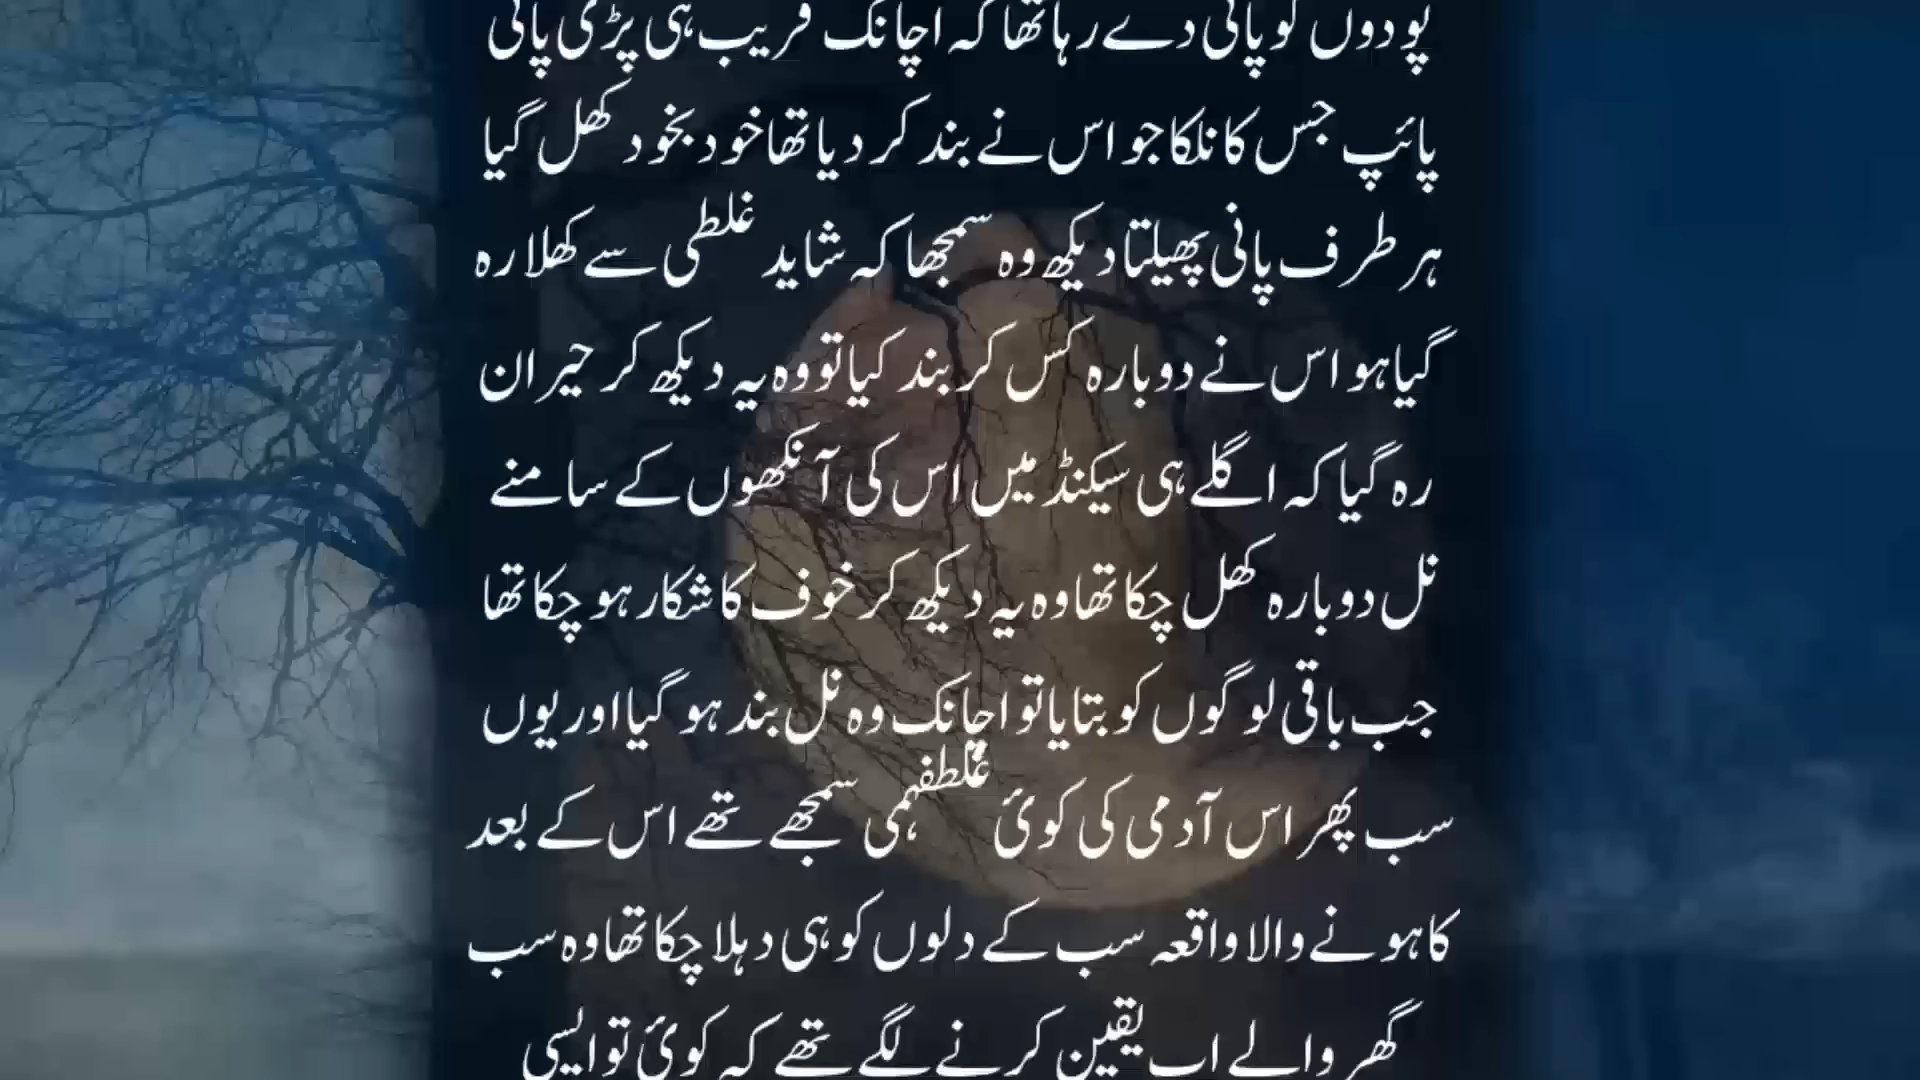 پودوں کو پانی دے رہا تھا کہ اچانک قریب ہی پڑی پانی
پائپ جس کا نلکا جو اس نے بند کر دیا تھا خود بخود کھل گیا
ہر طرف پانی پھیلتا دیکھ وہ سمجھا کہ شاید غلطی سے کھلا رہ
گیا ہو اس نے دوبارہ کس کر بند کیا تو وہ یہ دیکھ کر حیران
رہ گیا کہ اگلے ہی سیکنڈ میں اس کی آنکھوں کے سامنے
نل دوبارہ کھل چکا تھا وہ یہ دیکھ کر خوف کا شکار ہو چکا تھا
جب باقی لوگوں کو بتایا تو اچانک وہ نل بند ہو گیا اور یوں
سب پھر اس آدمی کی کوئ غلطفہمی سمجھے تھے اس کے بعد
کا ہونے والا واقعہ سب کے دلوں کو ہی دہلا چکا تھا وہ سب
گھر والے اب یقین کرنے لگے تھے کہ کوئ تو ایسی